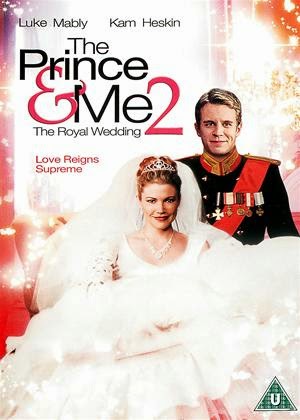 Luke Mably Kam Heskin
The
Prince
& Me 2
The Royal Wedding
Love Reigns
Supreme
U